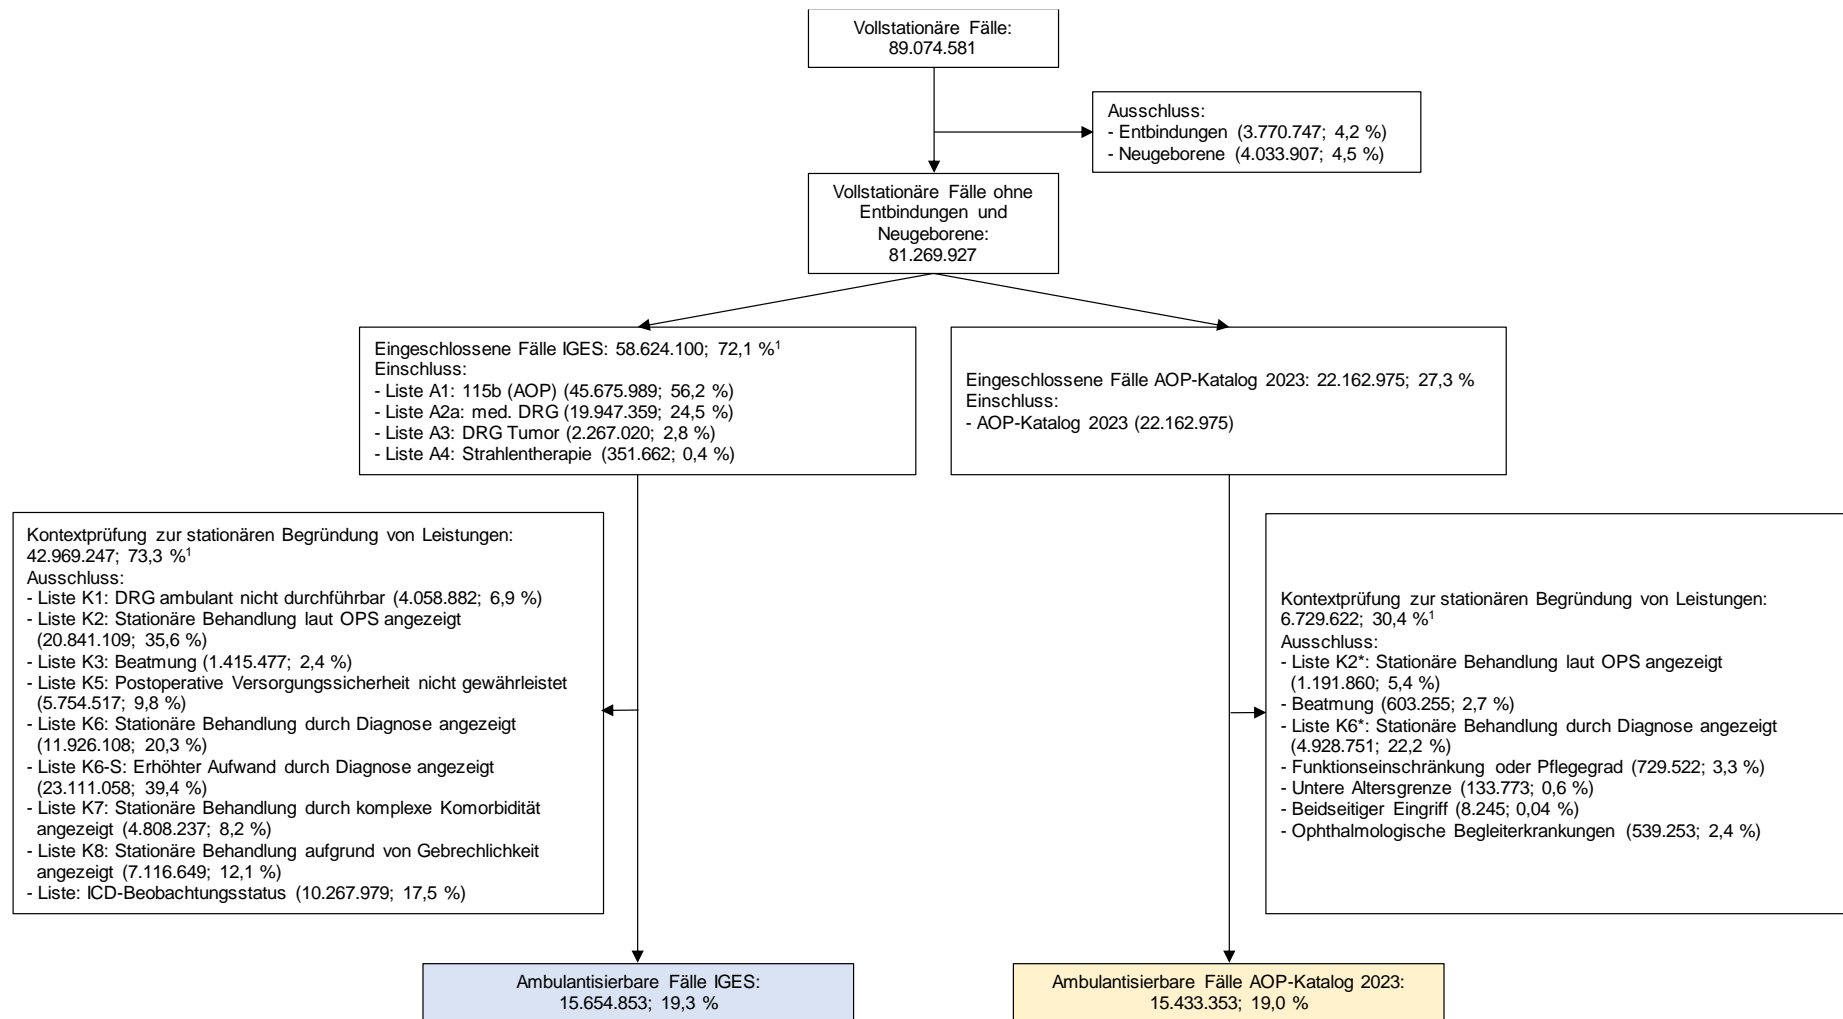 Vollstationäre Fälle:
89.074.581
Ausschluss:
- Entbindungen (3.770.747; 4,2 %)
- Neugeborene (4.033.907; 4,5 %)
Vollstationäre Fälle ohne
Entbindungen und
Neugeborene:
81.269.927
Eingeschlossene Fälle IGES: 58.624.100; 72,1 %¹
Einschluss:
- Liste A1: 115b (AOP) (45.675.989; 56,2 %)
- Liste A2a: med. DRG (19.947.359; 24,5 %)
- Liste A3: DRG Tumor (2.267.020; 2,8 %)
- Liste A4: Strahlentherapie (351.662; 0,4 %)
Eingeschlossene Fälle AOP-Katalog 2023: 22.162.975; 27,3 %
Einschluss:
- AOP-Katalog 2023 (22.162.975)
Kontextprüfung zur stationären Begründung von Leistungen:
42.969.247; 73,3 %¹
Ausschluss:
- Liste K1: DRG ambulant nicht durchführbar (4.058.882; 6,9 %)
- Liste K2: Stationäre Behandlung laut OPS angezeigt
(20.841.109; 35,6 %)
- Liste K3: Beatmung (1.415.477; 2,4 %)
- Liste K5: Postoperative Versorgungssicherheit nicht gewährleistet
(5.754.517; 9,8 %)
- Liste K6: Stationäre Behandlung durch Diagnose angezeigt
(11.926.108; 20,3 %)
- Liste K6-S: Erhöhter Aufwand durch Diagnose angezeigt
(23.111.058; 39,4 %)
- Liste K7: Stationäre Behandlung durch komplexe Komorbidität
angezeigt (4.808.237; 8,2 %)
- Liste K8: Stationäre Behandlung aufgrund von Gebrechlichkeit
angezeigt (7.116.649; 12,1 %)
- Liste: ICD-Beobachtungsstatus (10.267.979; 17,5 %)
Kontextprüfung zur stationären Begründung von Leistungen:
6.729.622; 30,4 %¹
Ausschluss:
- Liste K2*: Stationäre Behandlung laut OPS angezeigt
(1.191.860; 5,4 %)
- Beatmung (603.255; 2,7 %)
- Liste K6*: Stationäre Behandlung durch Diagnose angezeigt
(4.928.751; 22,2 %)
- Funktionseinschränkung oder Pflegegrad (729.522; 3,3 %)
- Untere Altersgrenze (133.773; 0,6 %)
- Beidseitiger Eingriff (8.245; 0,04 %)
- Ophthalmologische Begleiterkrankungen (539.253; 2,4 %)
Ambulantisierbare Fälle IGES:
15.654.853; 19,3 %
Ambulantisierbare Fälle AOP-Katalog 2023:
15.433.353; 19,0 %